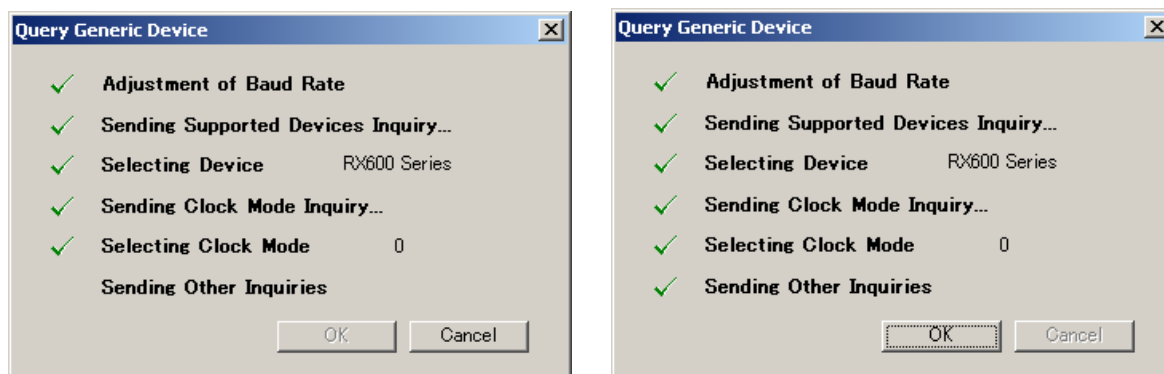 Query Generic Device
Adjustment of Baud Rate
Sending Supported Devices Inquiry...
Selecting Device RX600 Series
Sending Clock Mode Inquiry...
Selecting Clock Mode 0
Sending Other Inquiries
OK Cancel
Query Generic Device
Adjustment of Baud Rate
Sending Supported Devices Inquiry...
Selecting Device RX600 Series
Sending Clock Mode Inquiry...
Selecting Clock Mode 0
Sending Other Inquiries
OK Cancel